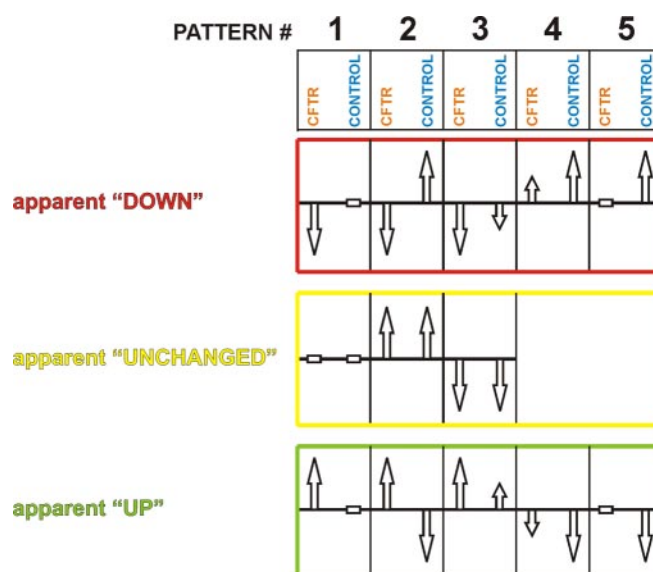 PATTERN # 1 2 3 4 5
CFTR CONTROL CFTR CONTROL CFTR CONTROL CFTR CONTROL CFTR CONTROL
apparent “DOWN”
apparent “UNCHANGED”
apparent “UP”